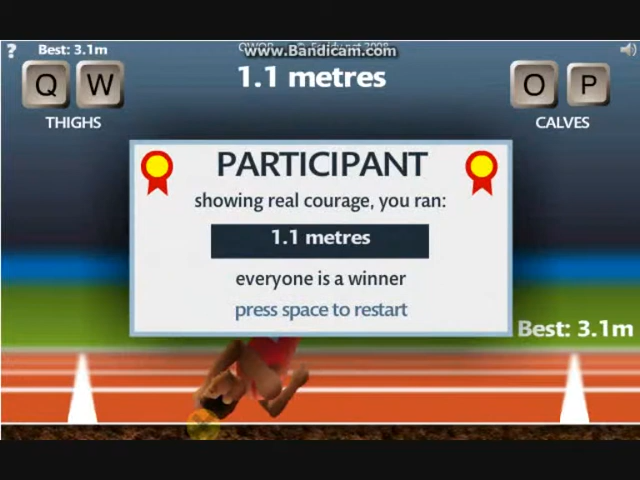 www.Bandicam.com
? Best: 3.1m
1.1 metres
Q W
THIGHS
O P
CALVES
PARTICIPANT
showing real courage, you ran:
1.1 metres
everyone is a winner
press space to restart
Best: 3.1m